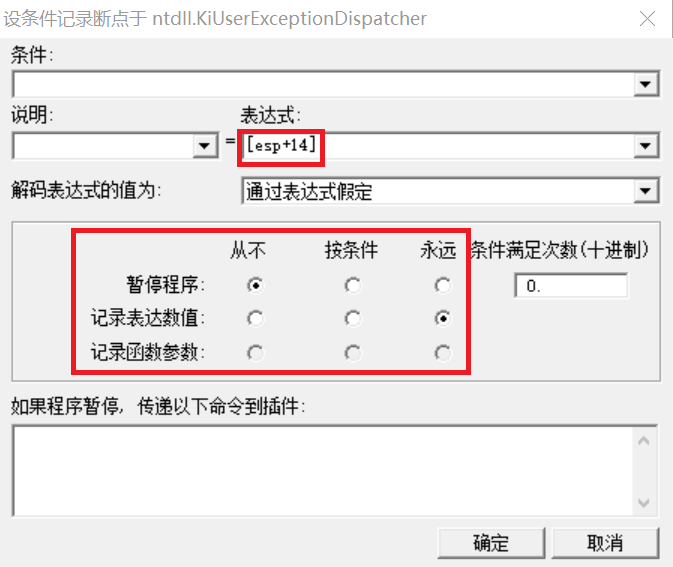 设条件记录断点于 ntdll.KiUserExceptionDispatcher
条件:
说明: 表达式:
= [esp+14]
解码表达式的值为: 通过表达式假定
从不 按条件 永远 条件满足次数(十进制)
暂停程序: 0.
记录表达数值:
记录函数参数:
如果程序暂停, 传递以下命令到插件:
确定 取消